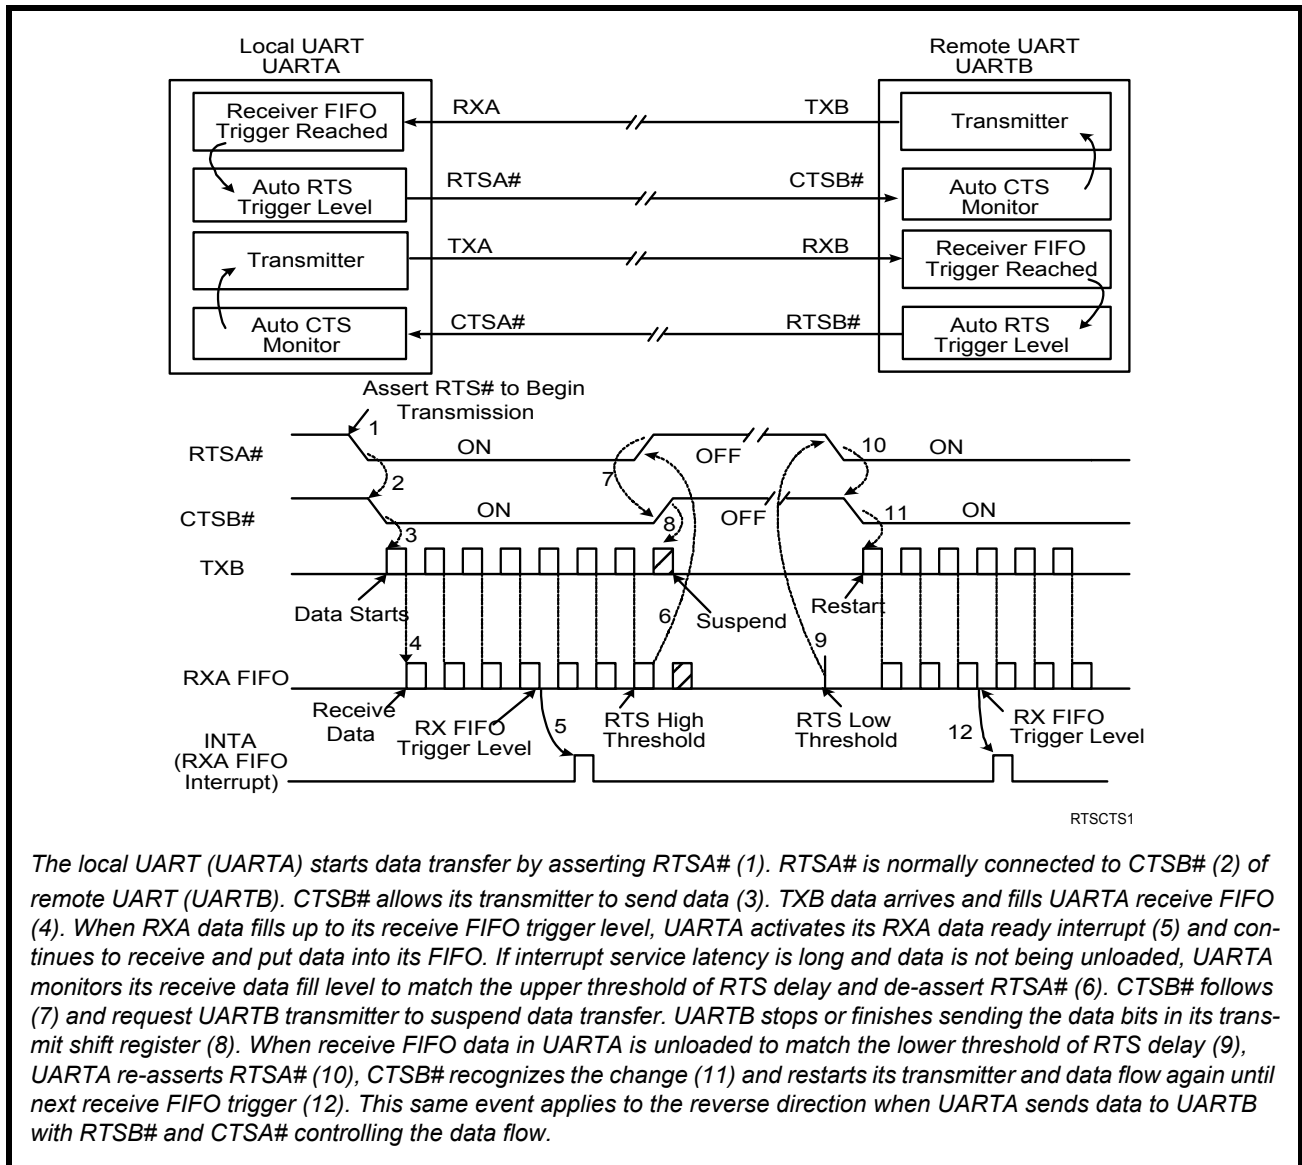 Local UART
UARTA
Remote UART
UARTB
Receiver FIFO
Trigger Reached
RXA
TXB
Transmitter
Auto RTS
Trigger Level
RTSA#
CTSB#
Auto CTS
Monitor
Transmitter
TXA
RXB
Receiver FIFO
Trigger Reached
Auto CTS
Monitor
CTSA#
RTSB#
Auto RTS
Trigger Level
Assert RTS# to Begin
Transmission
1
RTSA#
ON
OFF
10
ON
2
7
CTSB#
ON
8
OFF
11
ON
3
TXB
Data Starts
6
Suspend
Restart
4
9
RXA FIFO
Receive
Data
RX FIFO
Trigger Level
5
RTS High
Threshold
RTS Low
Threshold
12
RX FIFO
Trigger Level
INTA
(RXA FIFO
Interrupt)
RTSCTS1
The local UART (UARTA) starts data transfer by asserting RTSA# (1). RTSA# is normally connected to CTSB# (2) of
remote UART (UARTB). CTSB# allows its transmitter to send data (3). TXB data arrives and fills UARTA receive FIFO
(4). When RXA data fills up to its receive FIFO trigger level, UARTA activates its RXA data ready interrupt (5) and con-
tinues to receive and put data into its FIFO. If interrupt service latency is long and data is not being unloaded, UARTA
monitors its receive data fill level to match the upper threshold of RTS delay and de-assert RTSA# (6). CTSB# follows
(7) and request UARTB transmitter to suspend data transfer. UARTB stops or finishes sending the data bits in its trans-
mit shift register (8). When receive FIFO data in UARTA is unloaded to match the lower threshold of RTS delay (9),
UARTA re-asserts RTSA# (10), CTSB# recognizes the change (11) and restarts its transmitter and data flow again until
next receive FIFO trigger (12). This same event applies to the reverse direction when UARTA sends data to UARTB
with RTSB# and CTSA# controlling the data flow.